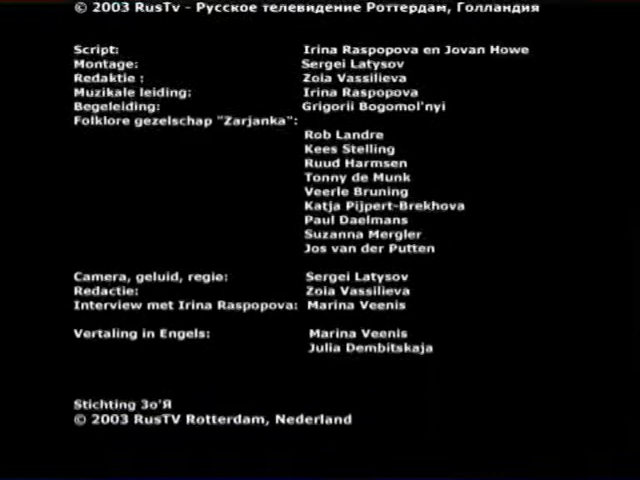 © 2003 RusTv - Русское телевидение Роттердам, Голландия
Script: Irina Raspopova en Jovan Howe
Montage: Sergei Latysov
Redaktie : Zoia Vassilieva
Muzikale leiding: Irina Raspopova
Begeleiding: Grigorii Bogomol'nyi
Folklore gezelschap "Zarjanka":
Rob Landre
Kees Stelling
Ruud Harmsen
Tonny de Munk
Veerle Bruning
Katja Pijpert-Brekhova
Paul Daelmans
Suzanna Mergler
Jos van der Putten
Camera, geluid, regie: Sergei Latysov
Redactie: Zoia Vassilieva
Interview met Irina Raspopova: Marina Veenis
Vertaling in Engels: Marina Veenis
Julia Dembitskaja
Stichting Зо'Я
© 2003 RusTV Rotterdam, Nederland